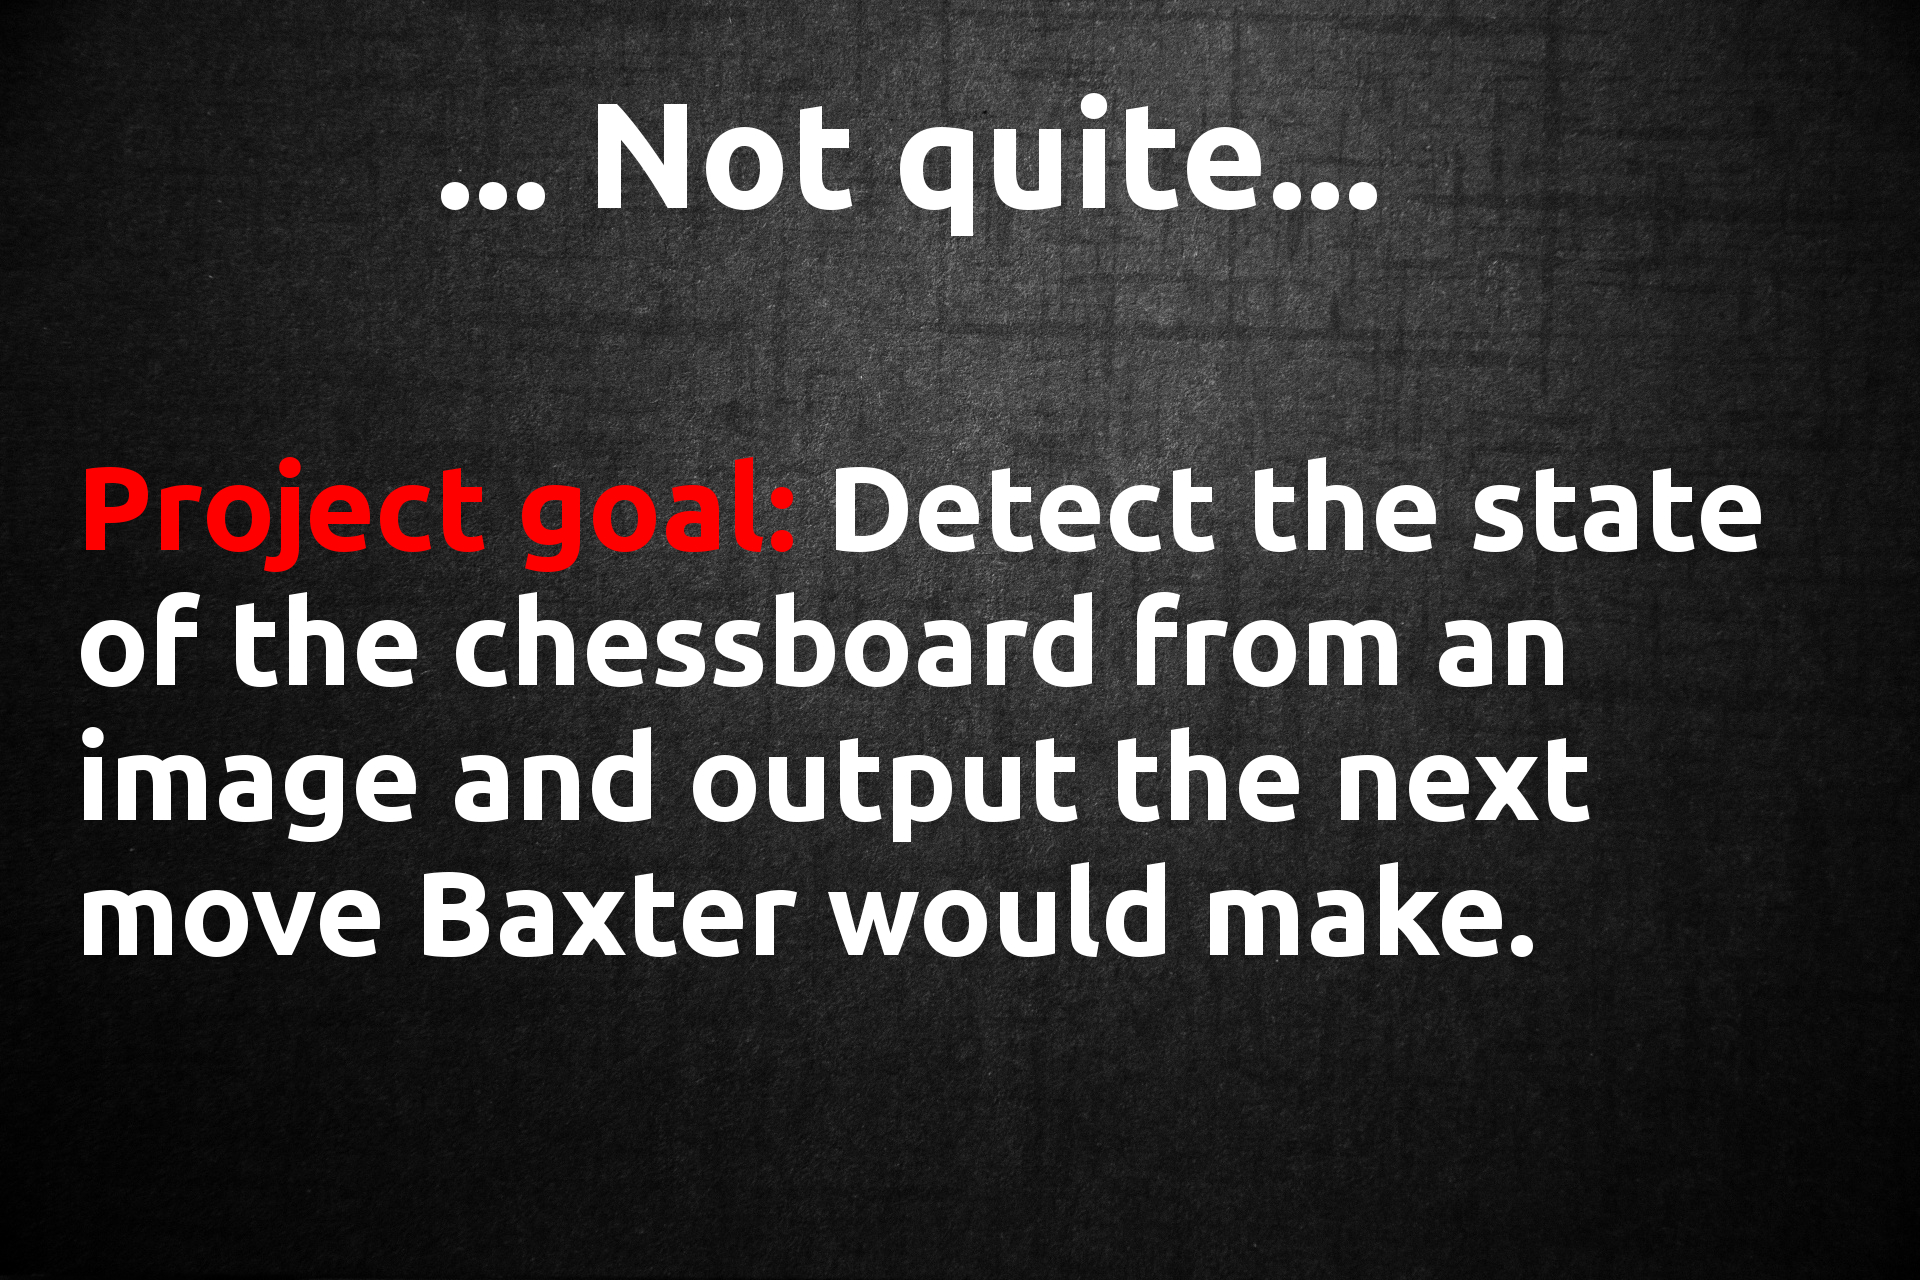 ... Not quite...
Project goal: Detect the state
of the chessboard from an
image and output the next
move Baxter would make.